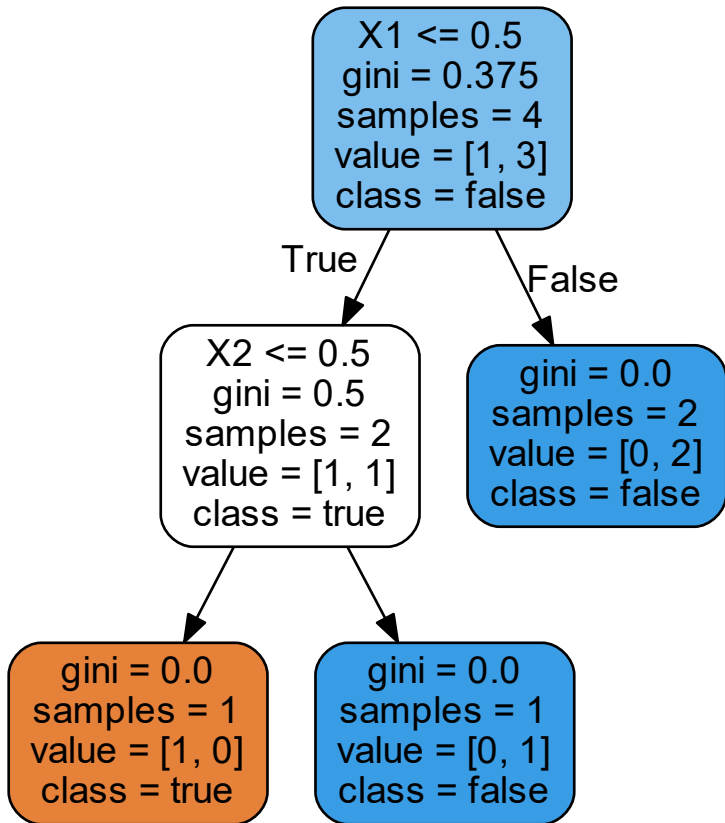 X1 <= 0.5
gini = 0.375
samples = 4
value = [1, 3]
class = false
True
False
X2 <= 0.5
gini = 0.5
samples = 2
value = [1, 1]
class = true
gini = 0.0
samples = 2
value = [0, 2]
class = false
gini = 0.0
samples = 1
value = [1, 0]
class = true
gini = 0.0
samples = 1
value = [0, 1]
class = false